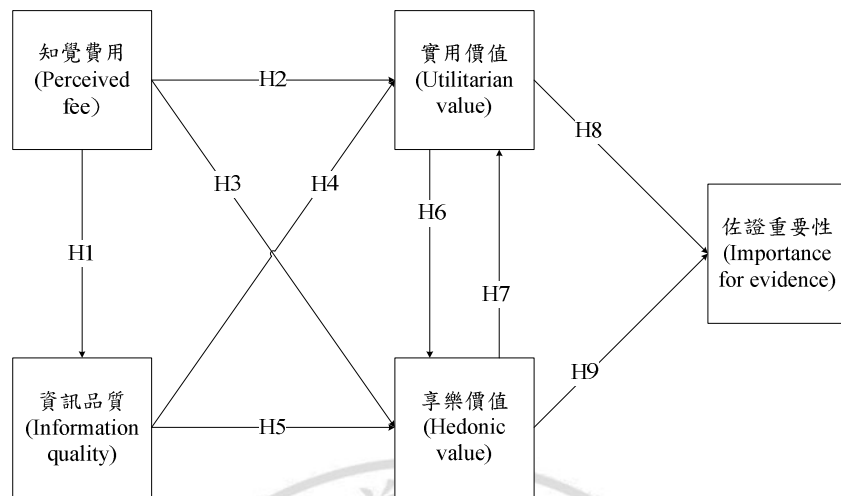 知覺費用
(Perceived
fee)
實用價值
(Utilitarian
value)
H2
H8
H3
H4
H6
H1
H7
佐證重要性
(Importance
for evidence)
H9
資訊品質
(Information
quality)
H5
享樂價值
(Hedonic
value)